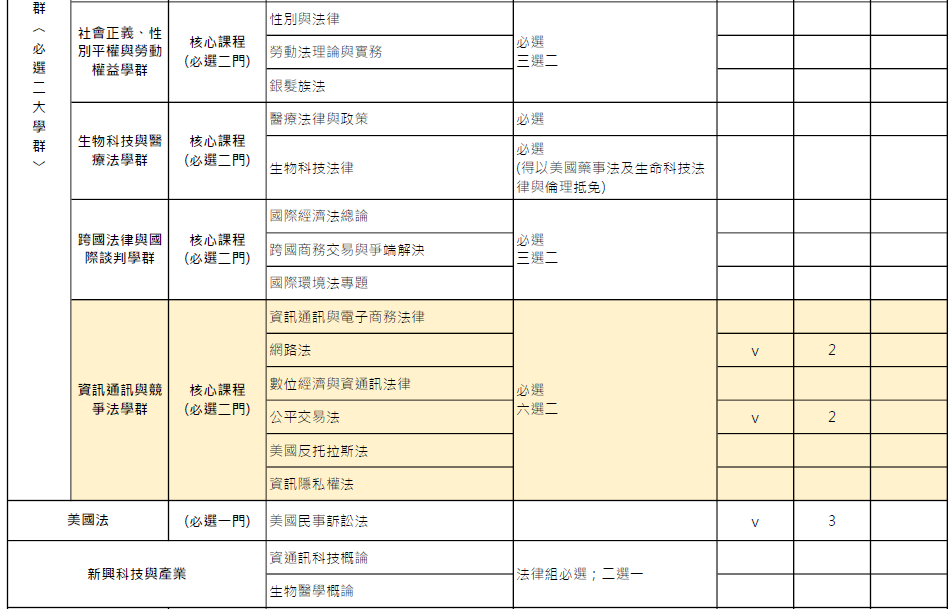 群
︿
必
選
二
大
學
群
﹀
社會正義、性
別平權與勞動
權益學群
核心課程
(必選二門)
性別與法律
勞動法理論與實務
銀髮族法
必選
三選二
生物科技與醫
療法學群
核心課程
(必選二門)
醫療法律與政策
必選
生物科技法律
必選
(得以美國藥事法及生命科技法
律與倫理抵免)
跨國法律與國
際談判學群
核心課程
(必選二門)
國際經濟法總論
跨國商務交易與爭端解決
國際環境法專題
必選
三選二
資訊通訊與競
爭法學群
核心課程
(必選二門)
資訊通訊與電子商務法律
網路法
v 2
數位經濟與資通訊法律
公平交易法
v 2
美國反托拉斯法
資訊隱私權法
必選
六選二
美國法
(必選一門)
美國民事訴訟法
v 3
新興科技與產業
資通訊科技概論
生物醫學概論
法律組必選；二選一